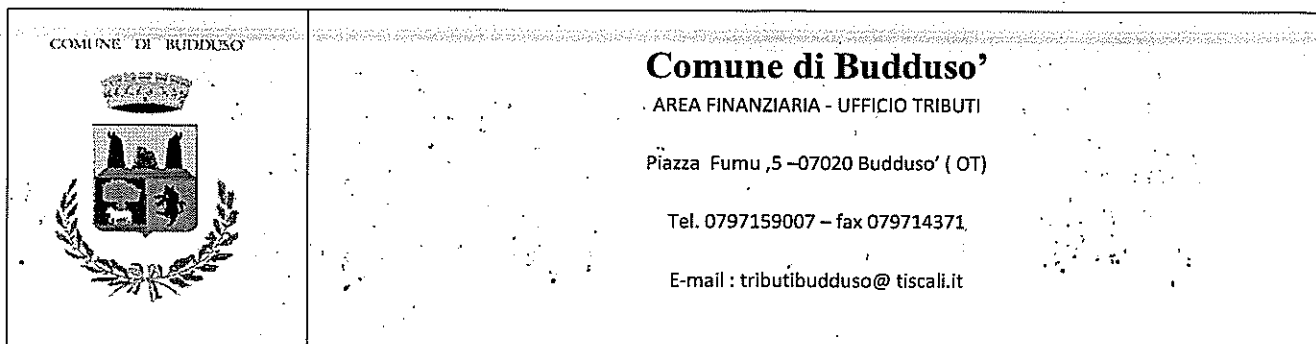 COMUNE DI BUDDUSO'
Comune di Budduso'
AREA FINANZIARIA - UFFICIO TRIBUTI
Piazza Fumu ,5 –07020 Budduso' ( OT)
Tel. 0797159007 – fax 079714371
E-mail : tributibudduso@ tiscali.it